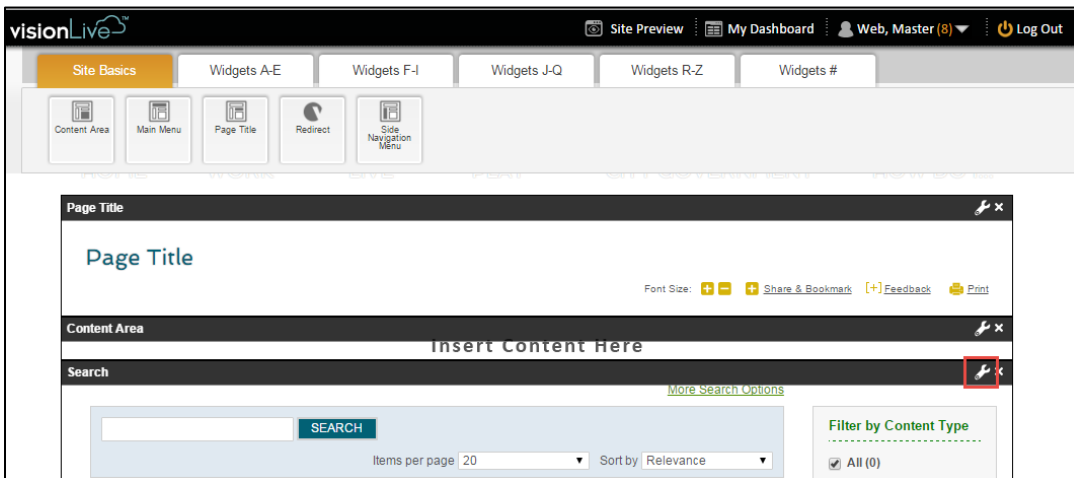 visionLive™ Site Preview My Dashboard Web, Master (8) Log Out
Site Basics Widgets A-E Widgets F-I Widgets J-Q Widgets R-Z Widgets #
Content Area Main Menu Page Title Redirect Side
Navigation
Menu
Page Title
Page Title
Font Size: Share & Bookmark [+] Feedback Print
Content Area
Insert Content Here
Search
More Search Options
SEARCH Filter by Content Type
Items per page 20 Sort by Relevance All (0)